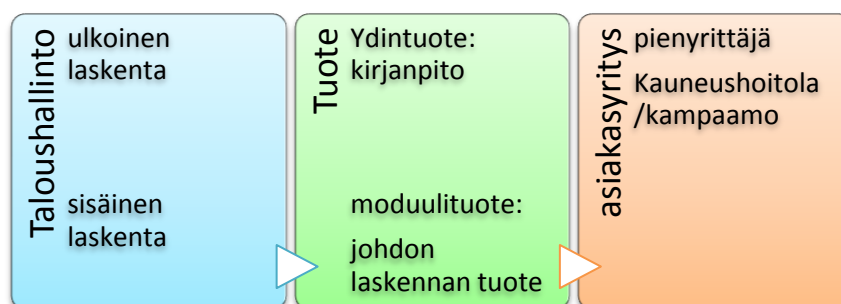 Taloushallinto
ulkoinen
laskenta
sisäinen
laskenta
Tuote
Ydintuote:
kirjanpito
moduulituote:
johdon
laskennan tuote
asiakasyritys
pienyrittäjä
Kauneushoitola
/kampaamo